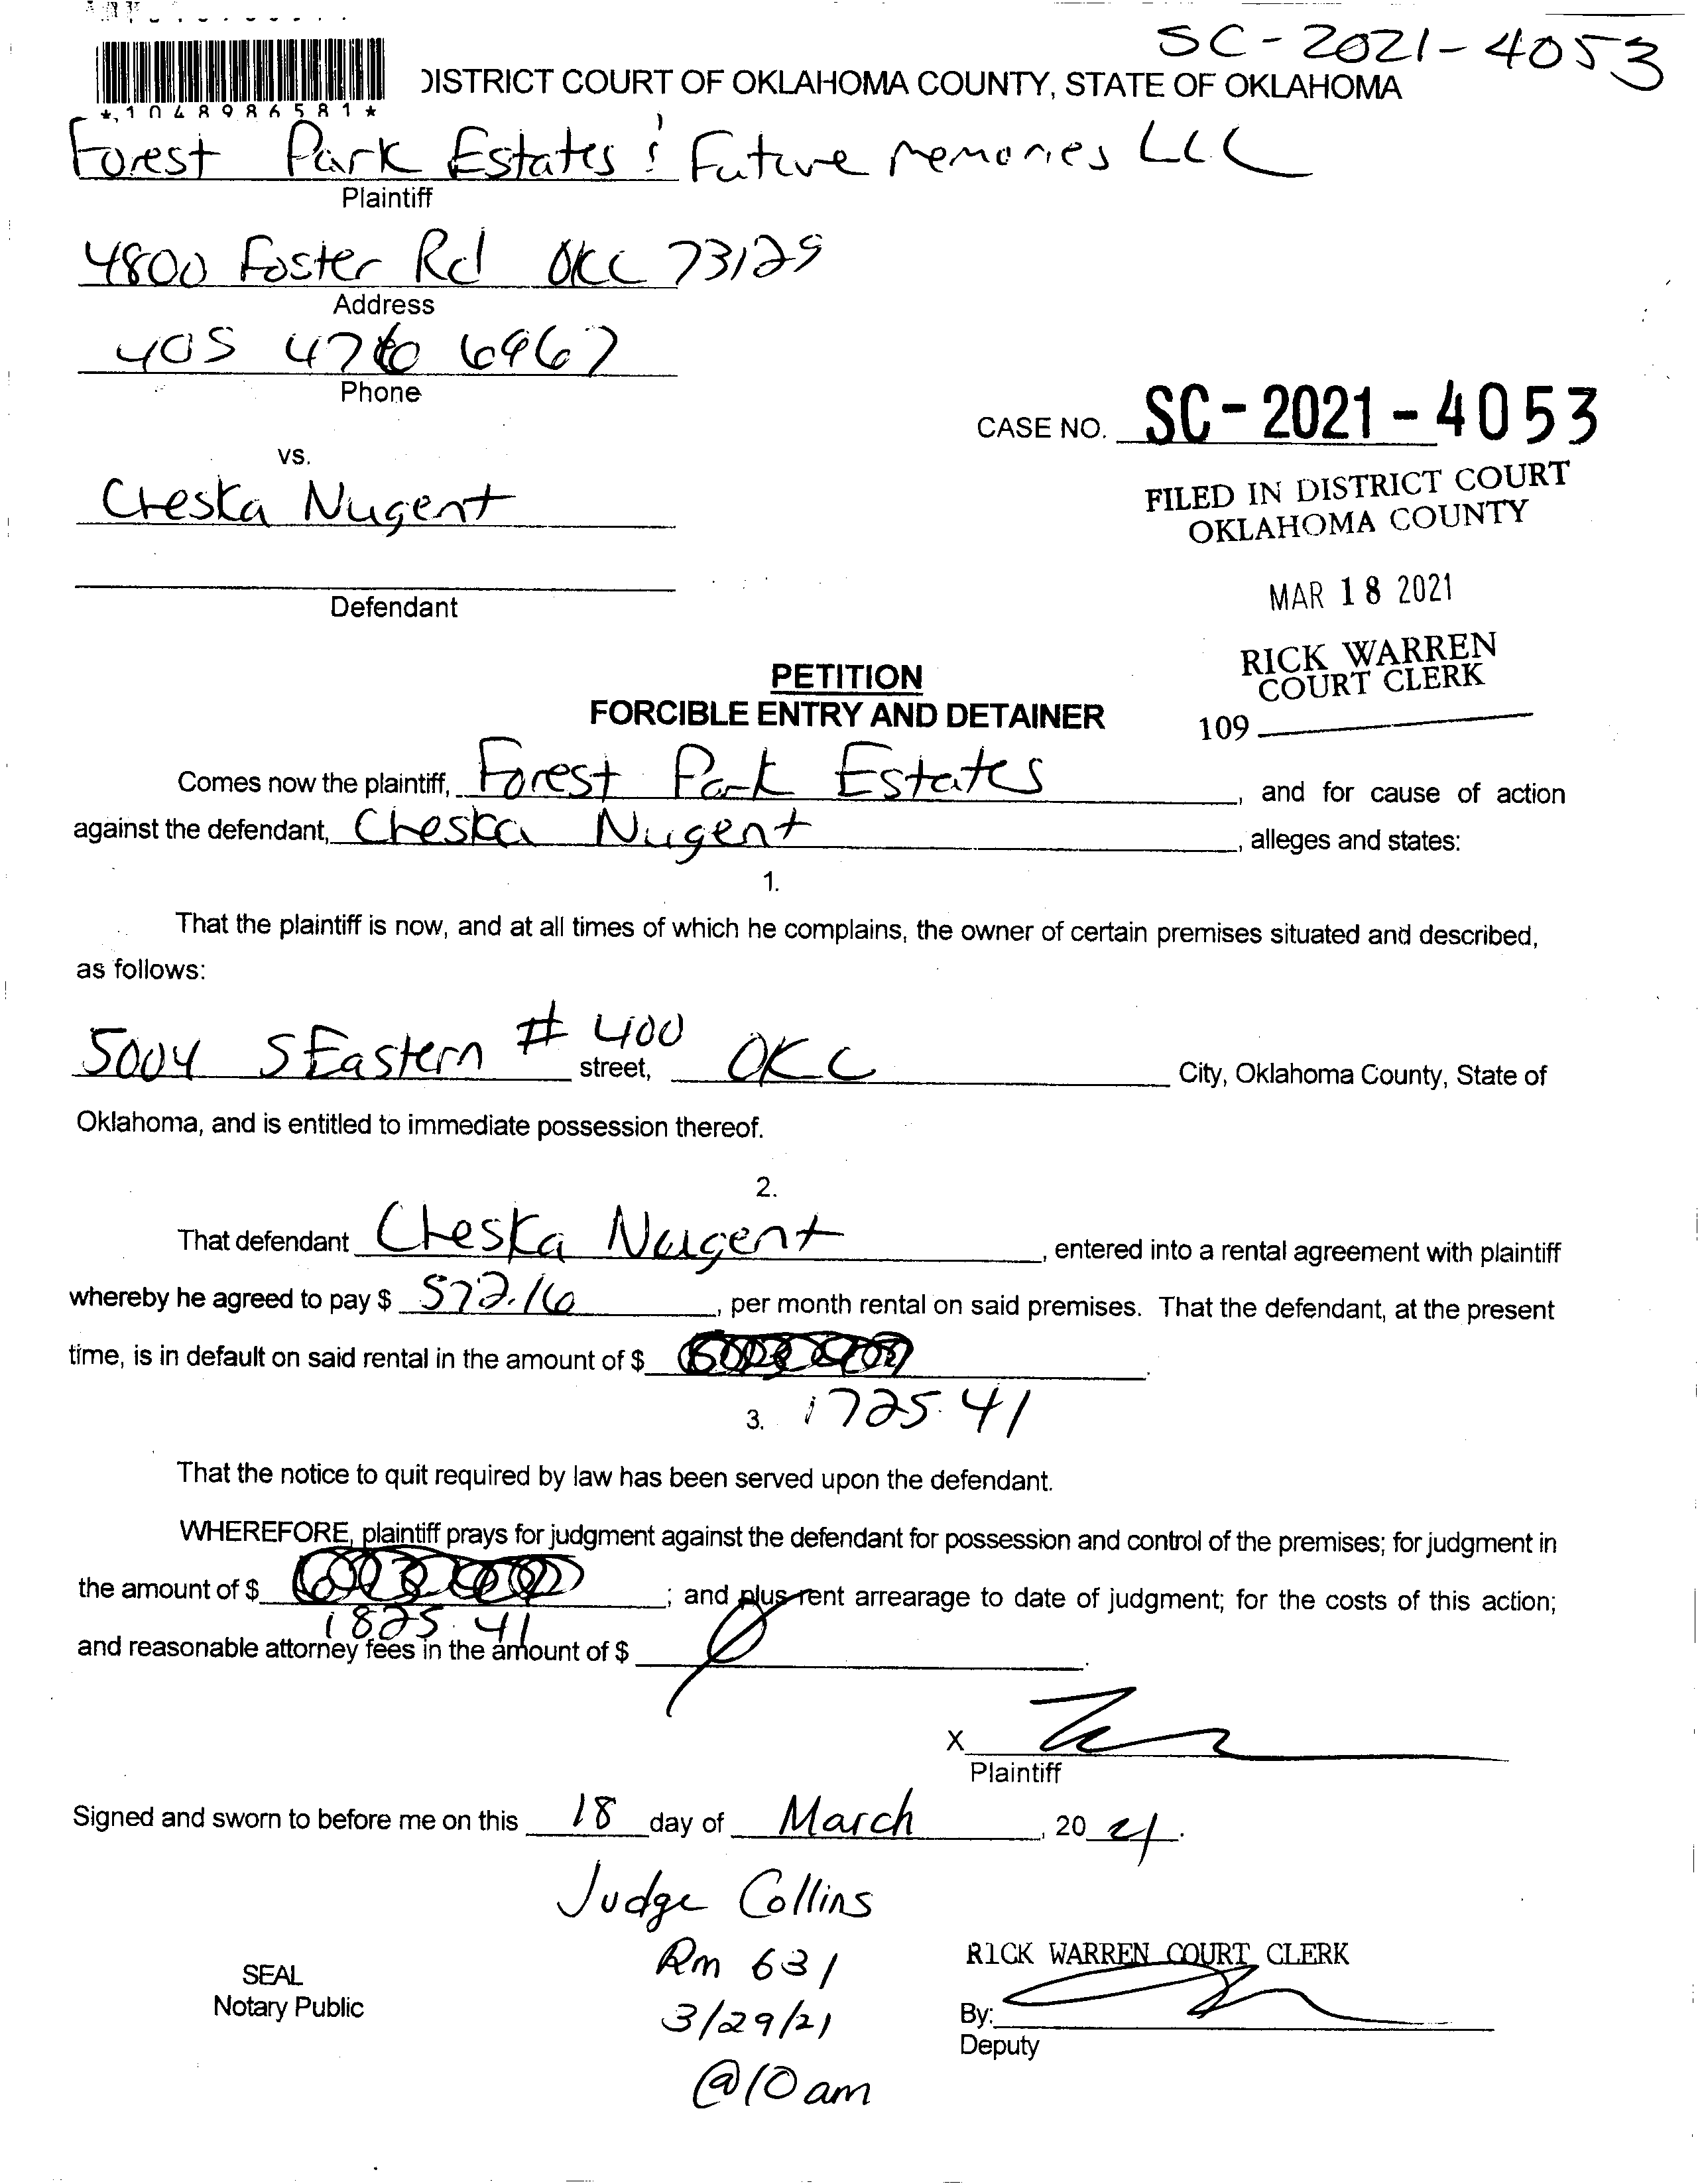 SC-2021-4053
DISTRICT COURT OF OKLAHOMA COUNTY, STATE OF OKLAHOMA
*1048986581*
Forest Park Estates & Future Memories LLC
Plaintiff
4800 Foster Rd OKC 73129
Address
405 476 6967
Phone
CASE NO. SC-2021-4053
vs.
Cheska Nugent
FILED IN DISTRICT COURT
OKLAHOMA COUNTY
Defendant
MAR 18 2021
RICK WARREN
COURT CLERK
109
PETITION
FORCIBLE ENTRY AND DETAINER
Comes now the plaintiff, Forest Park Estates, and for cause of action
against the defendant, Cheska Nugent, alleges and states:
1.
That the plaintiff is now, and at all times of which he complains, the owner of certain premises situated and described,
as follows:
5004 S Eastern # 400 street, OKC City, Oklahoma County, State of
Oklahoma, and is entitled to immediate possession thereof.
2.
That defendant Cheska Nugent, entered into a rental agreement with plaintiff
whereby he agreed to pay $ 572.16, per month rental on said premises. That the defendant, at the present
time, is in default on said rental in the amount of $
3. 1725.41
That the notice to quit required by law has been served upon the defendant.
WHEREFORE, plaintiff prays for judgment against the defendant for possession and control of the premises; for judgment in
the amount of $ ; and plus rent arrearage to date of judgment; for the costs of this action;
1825.41
and reasonable attorney fees in the amount of $
X
Plaintiff
Signed and sworn to before me on this 18 day of March, 2021.
Judge Collins
Rm 631
RICK WARREN COURT CLERK
SEAL
Notary Public
3/29/21
By:
Deputy
@10am